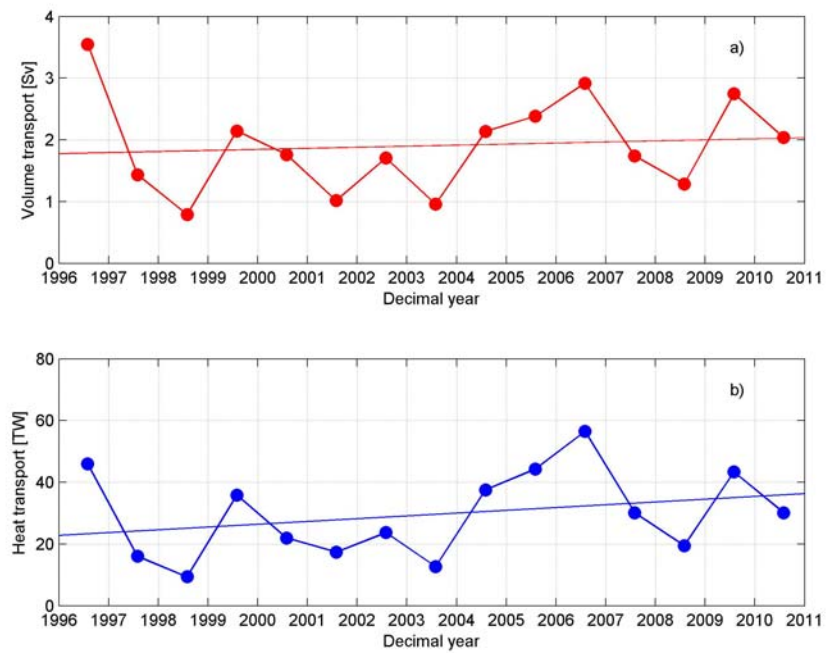 4
3
2
1
0
Volume transport [Sv]
a)
1996 1997 1998 1999 2000 2001 2002 2003 2004 2005 2006 2007 2008 2009 2010 2011
Decimal year
80
60
40
20
0
Heat transport [TW]
b)
1996 1997 1998 1999 2000 2001 2002 2003 2004 2005 2006 2007 2008 2009 2010 2011
Decimal year